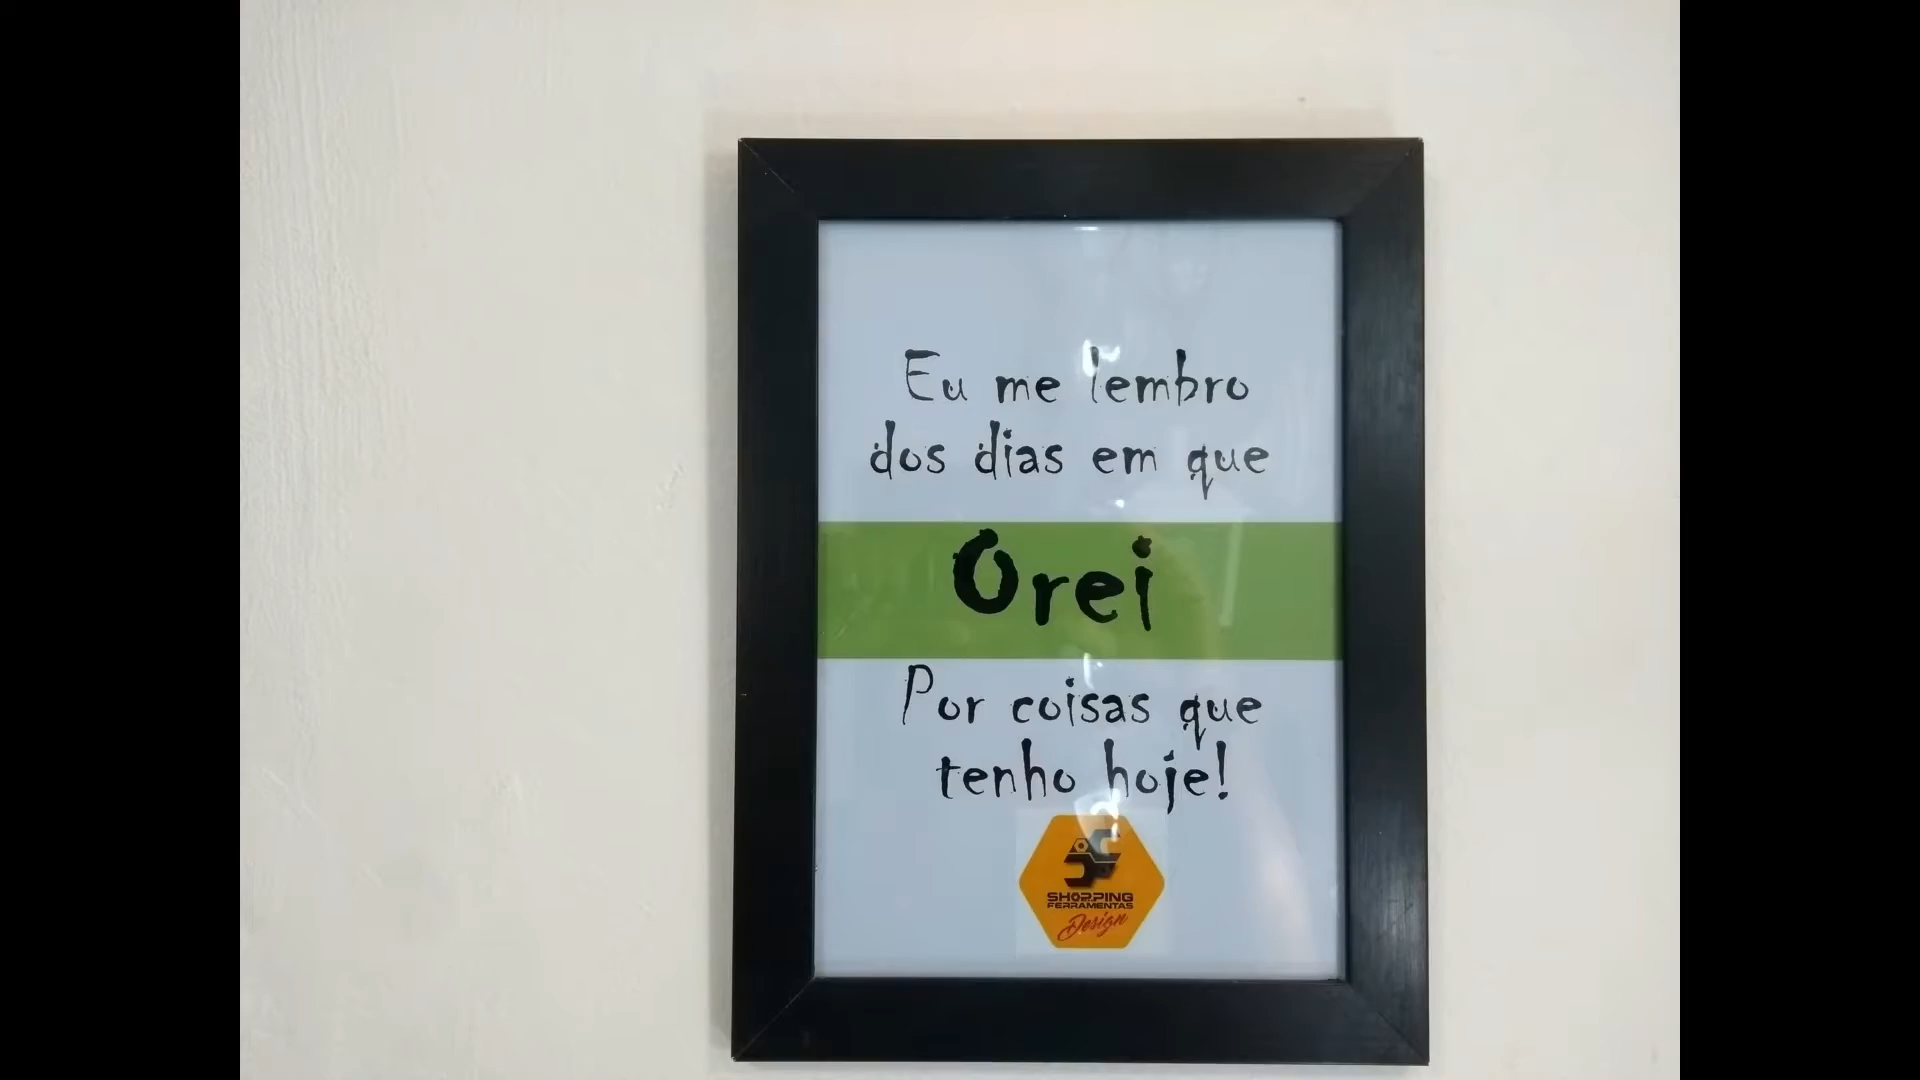 Eu me lembro
dos dias em que
Orei
Por coisas que
tenho hoje!
SHOPPING
FERRAMENTAS
Design